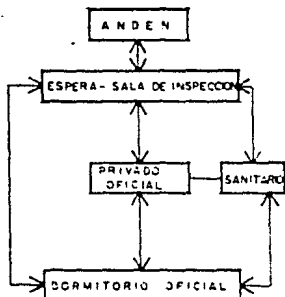 ANDEN
ESPERA - SALA DE INSPECCION
PRIVADO
OFICIAL
SANITARIO
DORMITORIO OFICIAL